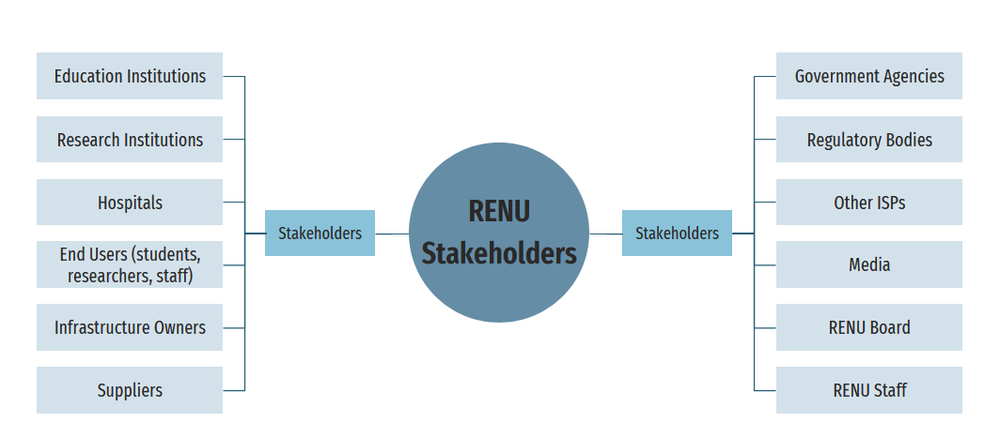 Education Institutions
Research Institutions
Hospitals
End Users (students,
researchers, staff)
Infrastructure Owners
Suppliers
Stakeholders
RENU
Stakeholders
Stakeholders
Government Agencies
Regulatory Bodies
Other ISPs
Media
RENU Board
RENU Staff